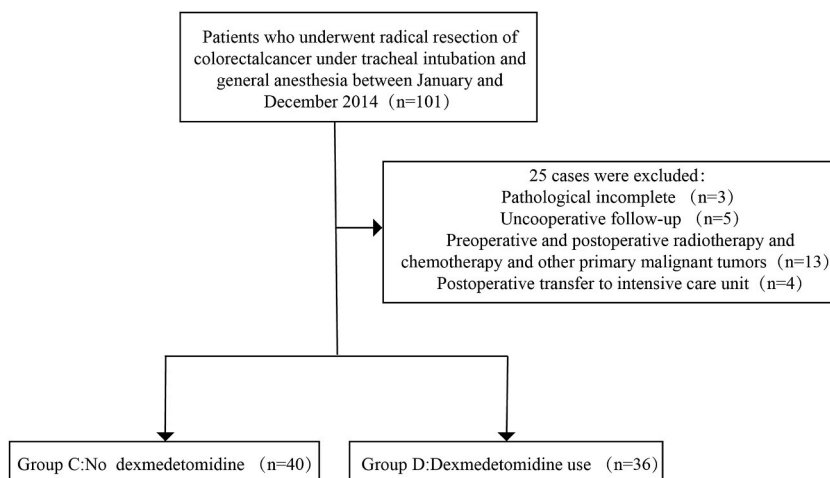 Patients who underwent radical resection of
colorectalcancer under tracheal intubation and
general anesthesia between January and
December 2014（n=101）
25 cases were excluded：
Pathological incomplete （n=3）
Uncooperative follow-up （n=5）
Preoperative and postoperative radiotherapy and
chemotherapy and other primary malignant tumors（n=13）
Postoperative transfer to intensive care unit（n=4）
Group C:No dexmedetomidine （n=40）
Group D:Dexmedetomidine use （n=36）